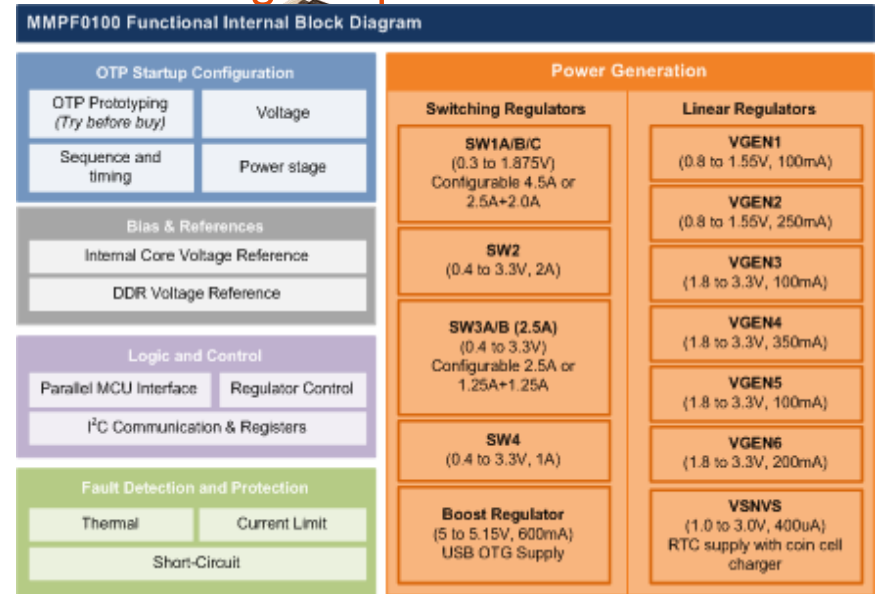 MMPF0100 Functional Internal Block Diagram
OTP Startup Configuration
OTP Prototyping
(Try before buy)
Voltage
Sequence and
timing
Power stage
Bias & References
Internal Core Voltage Reference
DDR Voltage Reference
Logic and Control
Parallel MCU Interface
Regulator Control
I²C Communication & Registers
Fault Detection and Protection
Thermal
Current Limit
Short-Circuit
Power Generation
Switching Regulators
SW1A/B/C
(0.3 to 1.875V)
Configurable 4.5A or
2.5A+2.0A
SW2
(0.4 to 3.3V, 2A)
SW3A/B (2.5A)
(0.4 to 3.3V)
Configurable 2.5A or
1.25A+1.25A
SW4
(0.4 to 3.3V, 1A)
Boost Regulator
(5 to 5.15V, 600mA)
USB OTG Supply
Linear Regulators
VGEN1
(0.8 to 1.55V, 100mA)
VGEN2
(0.8 to 1.55V, 250mA)
VGEN3
(1.8 to 3.3V, 100mA)
VGEN4
(1.8 to 3.3V, 350mA)
VGEN5
(1.8 to 3.3V, 100mA)
VGEN6
(1.8 to 3.3V, 200mA)
VSNVS
(1.0 to 3.0V, 400uA)
RTC supply with coin cell
charger